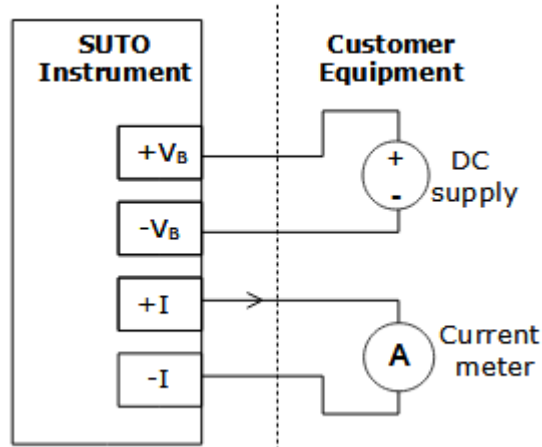 SUTO
Instrument
Customer
Equipment
+VB
-VB
+I
-I
+
-
DC
supply
A
Current
meter